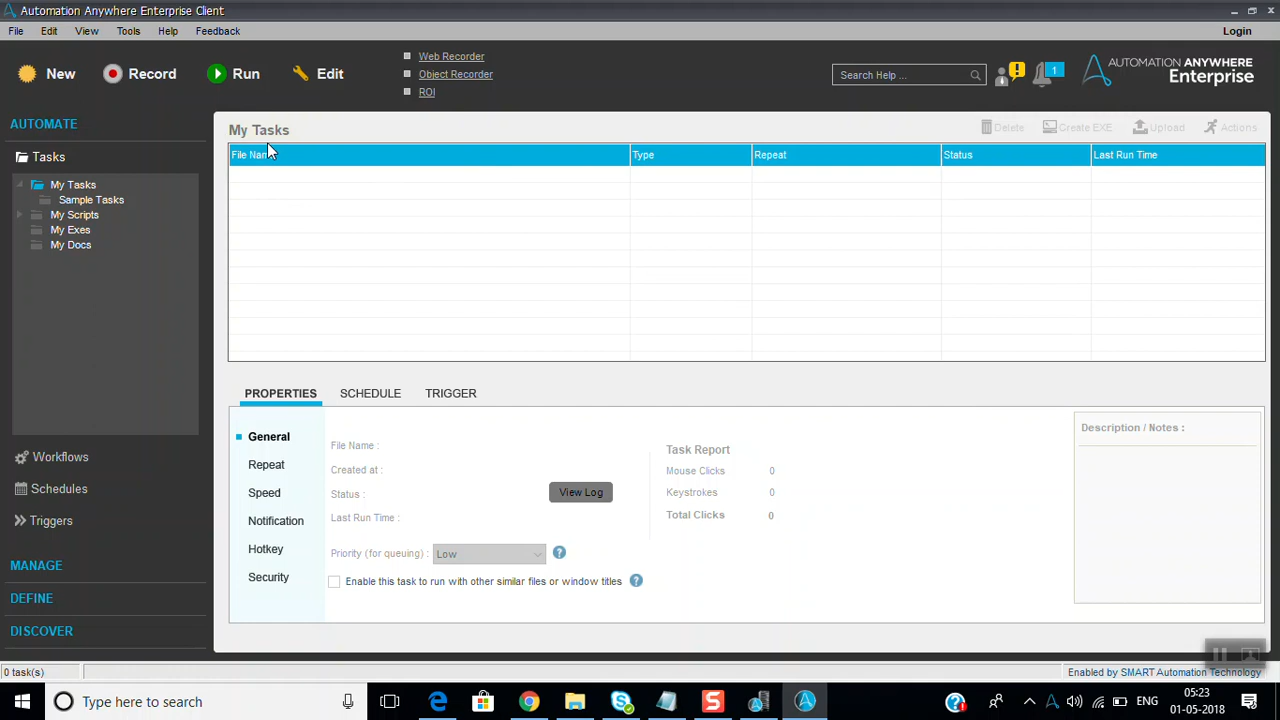 Automation Anywhere Enterprise Client
File Edit View Tools Help Feedback Login
New Record Run Edit
Web Recorder
Object Recorder
ROI
Search Help ...
1
AUTOMATION ANYWHERE
Enterprise
AUTOMATE
Tasks
My Tasks
Sample Tasks
My Scripts
My Exes
My Docs
Workflows
Schedules
Triggers
MANAGE
DEFINE
DISCOVER
My Tasks
Delete Create EXE Upload Actions
File Name Type Repeat Status Last Run Time
PROPERTIES SCHEDULE TRIGGER
General
Repeat
Speed
Notification
Hotkey
Security
File Name :
Created at :
Status :
View Log
Last Run Time :
Priority (for queuing) : Low
Enable this task to run with other similar files or window titles
Task Report
Mouse Clicks 0
Keystrokes 0
Total Clicks 0
Description / Notes :
0 task(s)
Enabled by SMART Automation Technology
Type here to search
ENG
05:23
01-05-2018